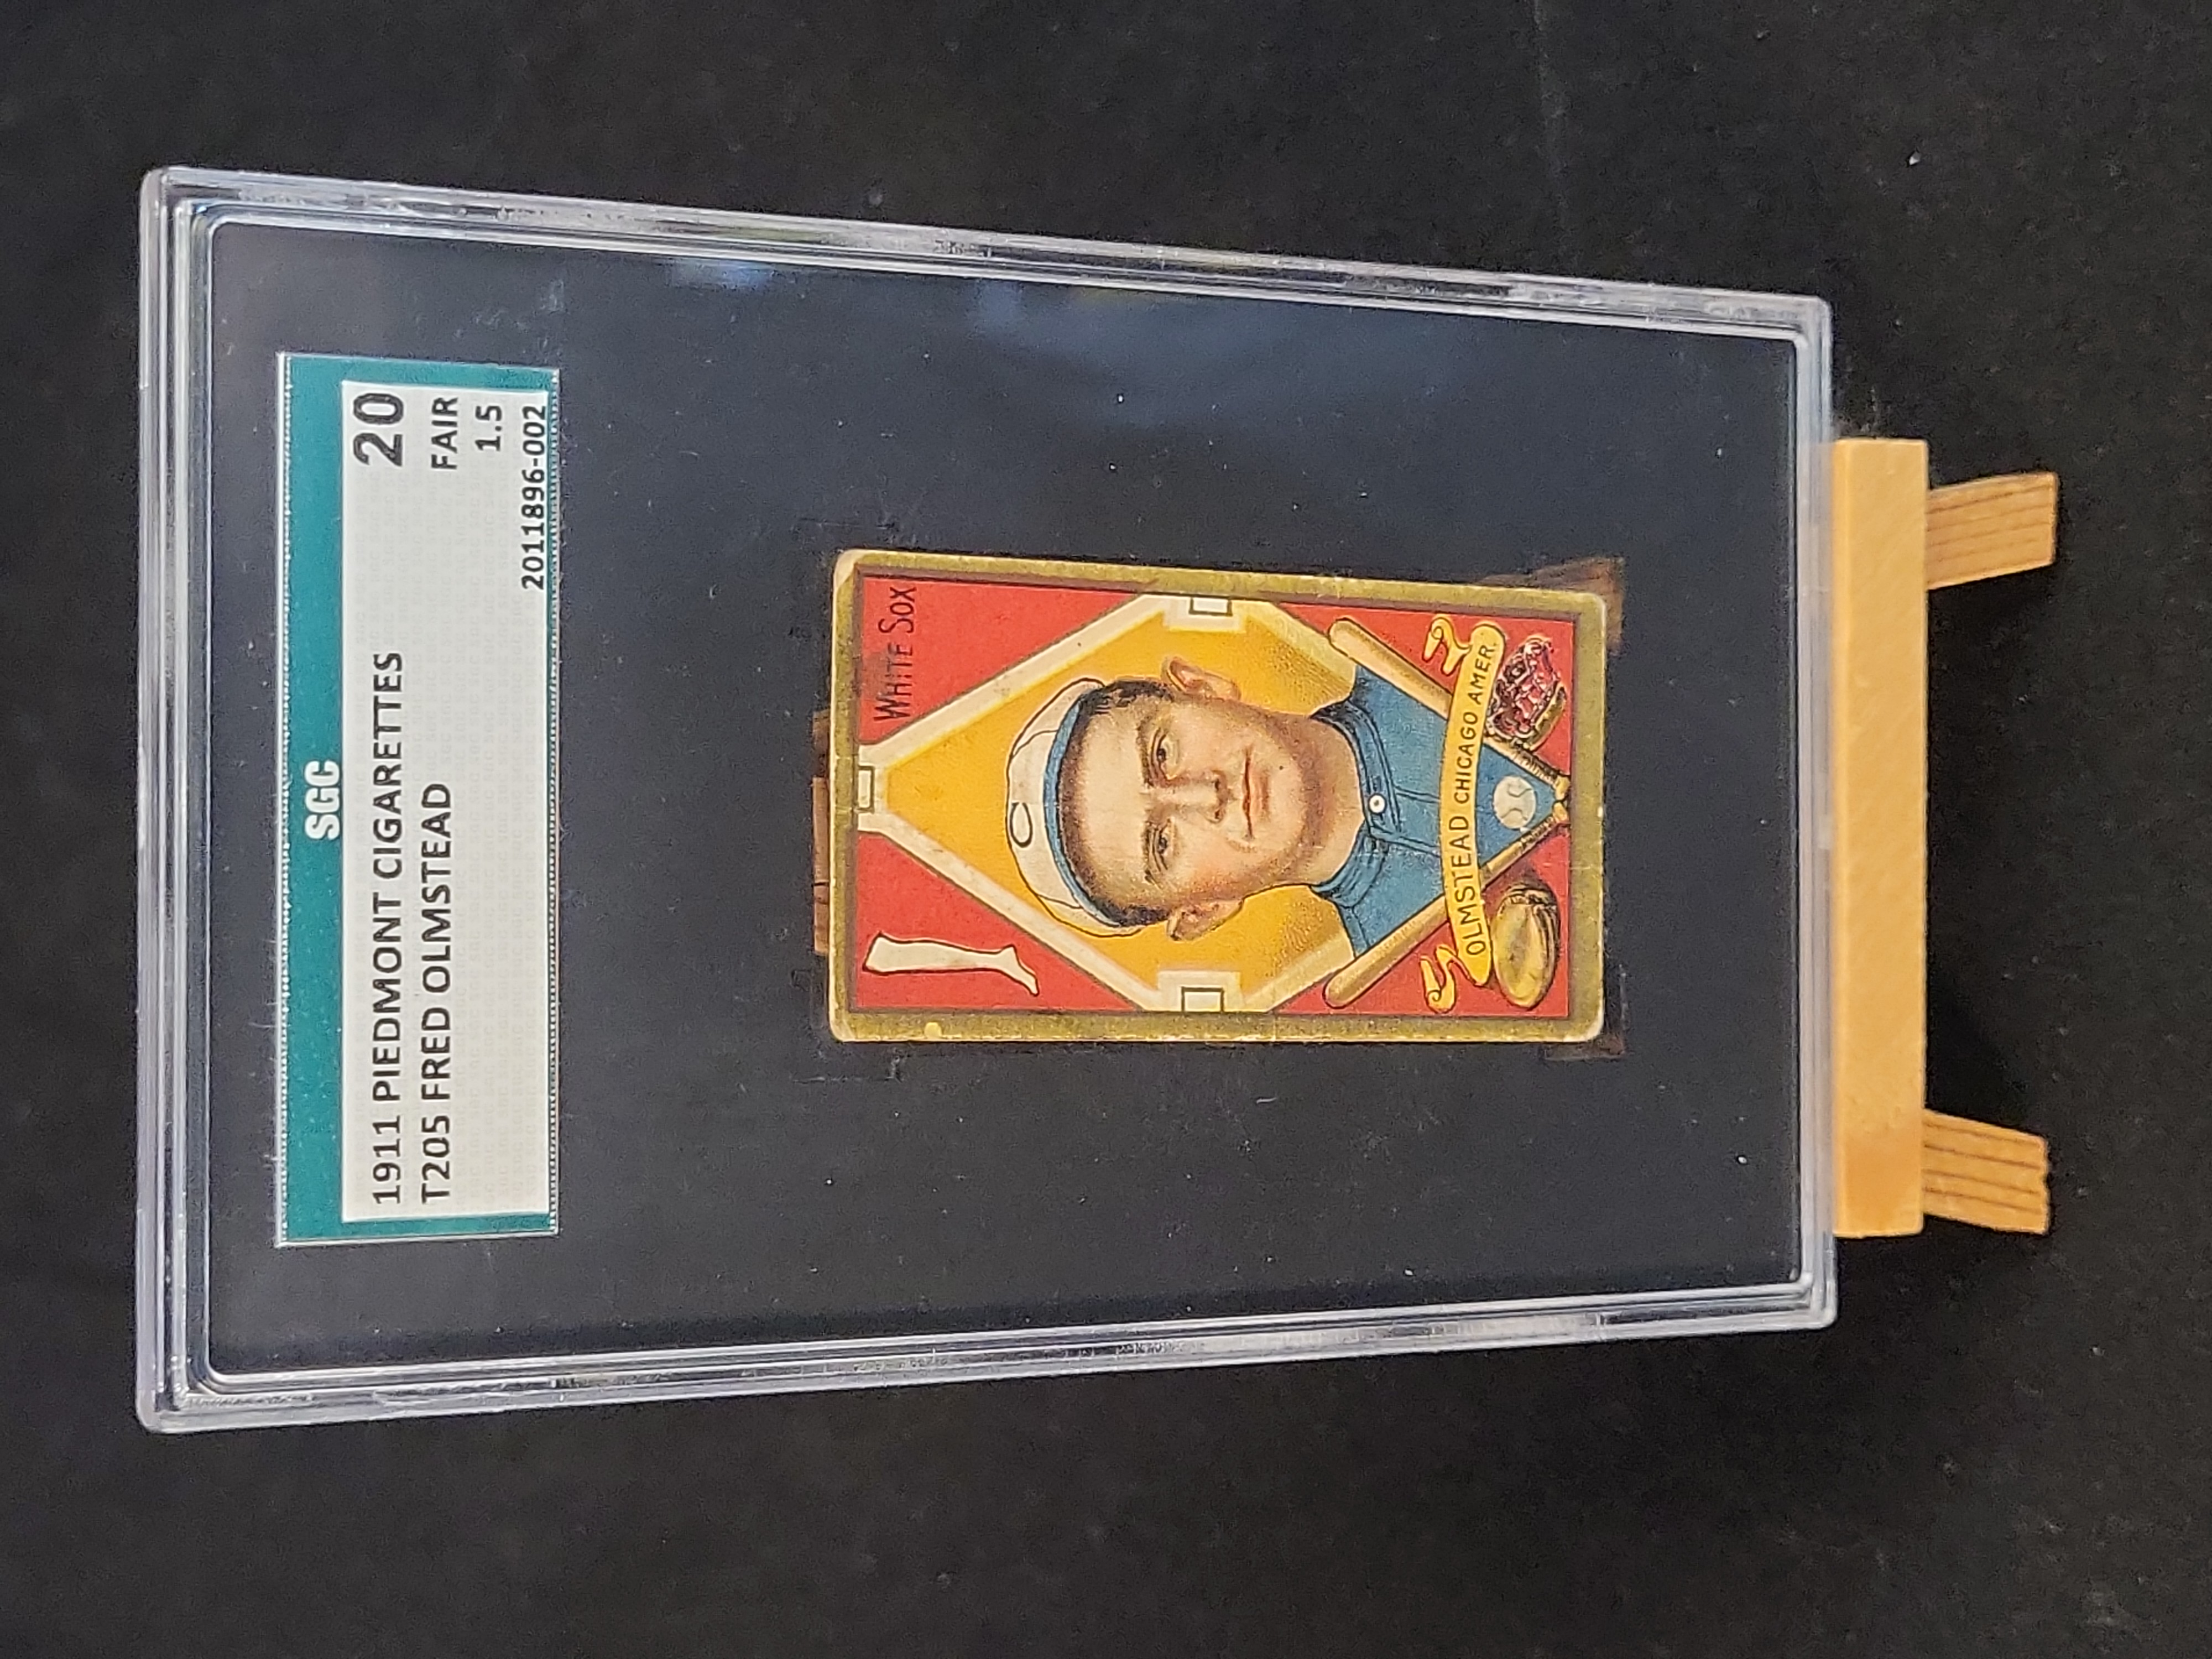 SGC
1911 PIEDMONT CIGARETTES 20
T205 FRED OLMSTEAD FAIR
1.5
2011896-002
WHITE SOX
C
OLMSTEAD CHICAGO AMER.